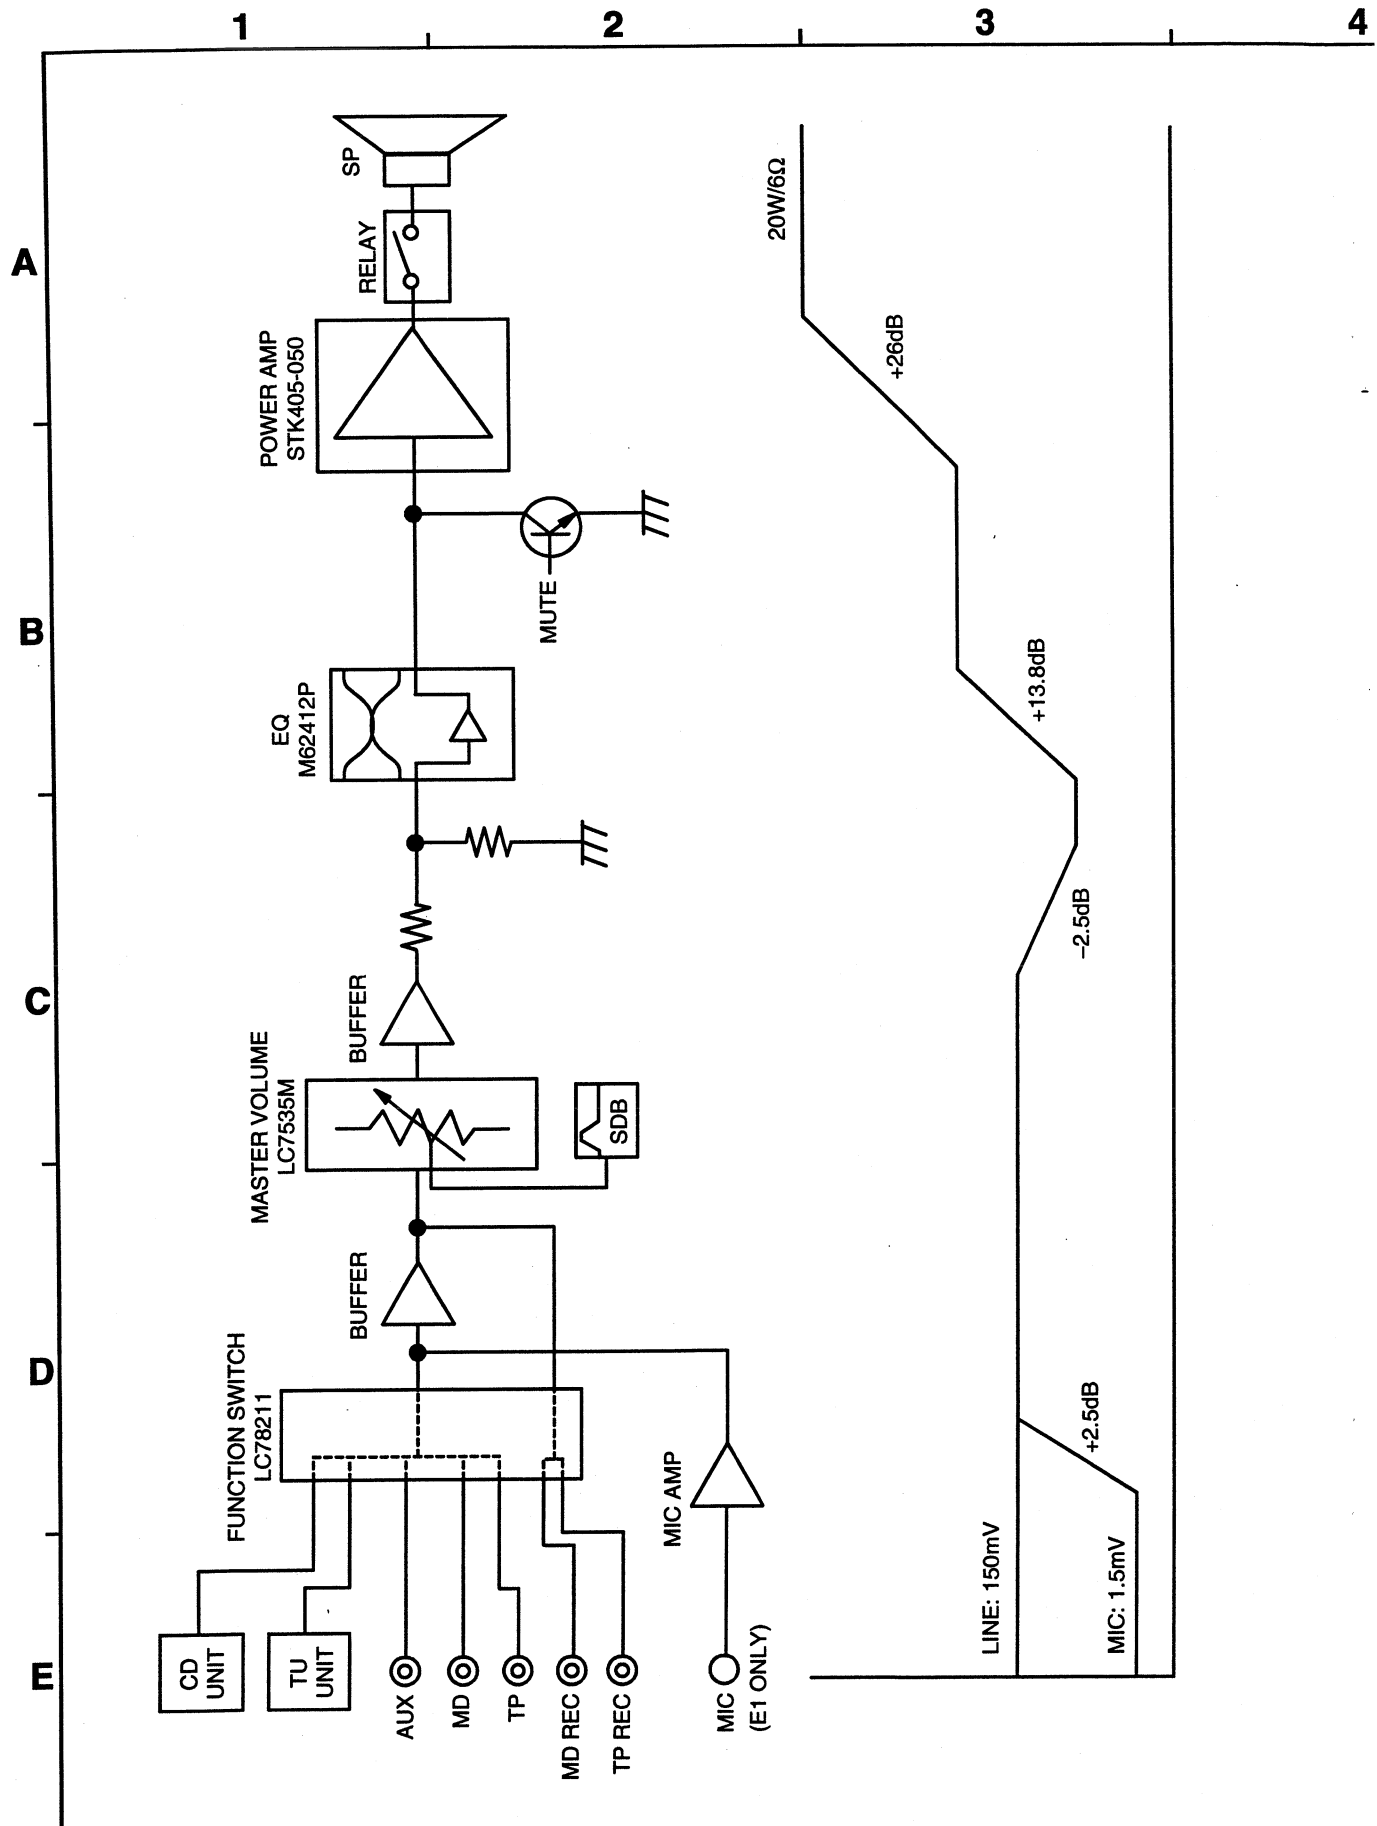 1
2
3
4
A
B
C
D
E
SP
RELAY
POWER AMP
STK405-050
MUTE
EQ
M62412P
BUFFER
MASTER VOLUME
LC7535M
SDB
BUFFER
FUNCTION SWITCH
LC78211
MIC AMP
CD
UNIT
TU
UNIT
AUX
MD
TP
MD REC
TP REC
MIC
(E1 ONLY)
20W/6Ω
+26dB
+13.8dB
–2.5dB
+2.5dB
LINE: 150mV
MIC: 1.5mV